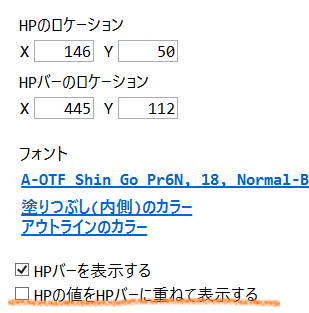 HPのロケーション
X 146 Y 50
HPバーのロケーション
X 445 Y 112
フォント
A-OTF Shin Go Pr6N, 18, Normal-B
塗りつぶし(内側)のカラー
アウトラインのカラー
HPバーを表示する
HPの値をHPバーに重ねて表示する